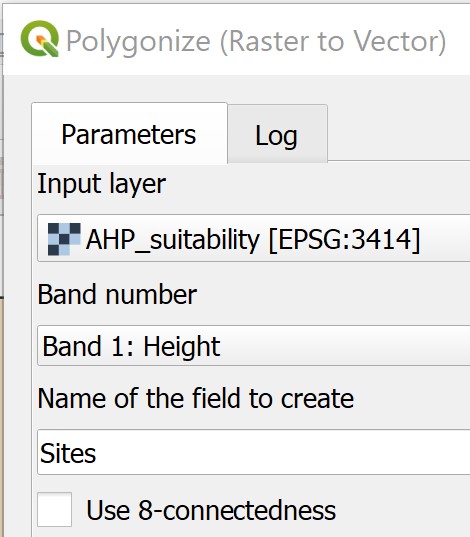 Polygonize (Raster to Vector)
Parameters
Log
Input layer
AHP_suitability [EPSG:3414]
Band number
Band 1: Height
Name of the field to create
Sites
Use 8-connectedness